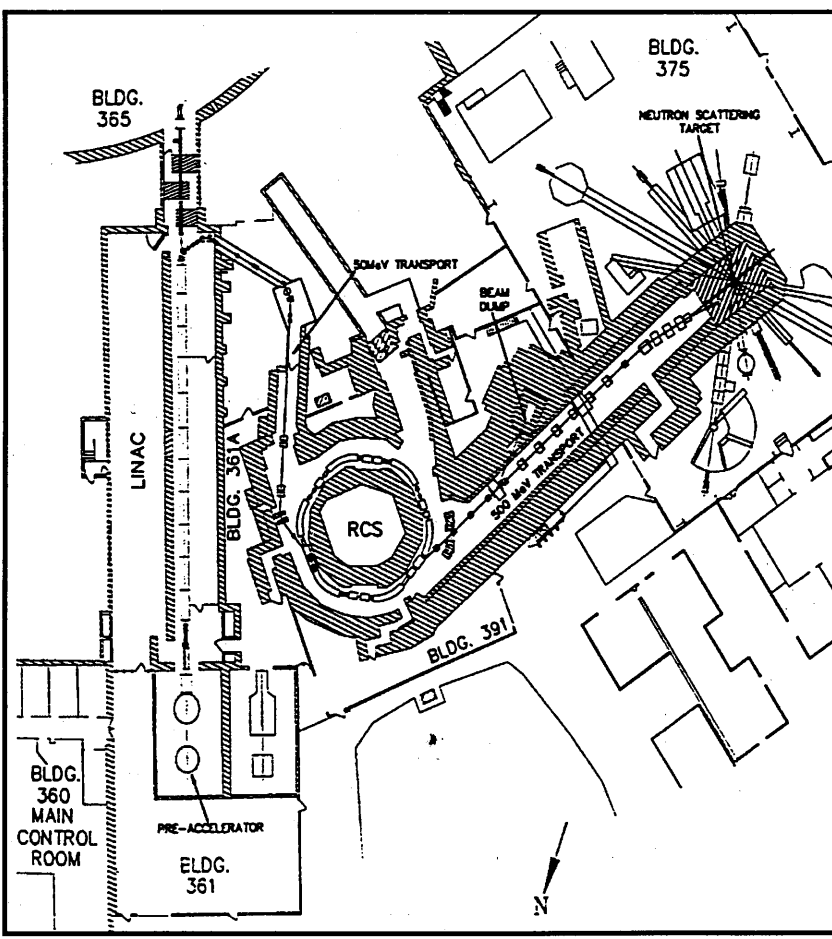 BLDG.
365
BLDG.
375
NEUTRON SCATTERING
TARGET
50MeV TRANSPORT
BEAM
DUMP
LINAC
BLDG. 361A
RCS
500 MeV TRANSPORT
BLDG. 391
BLDG.
360
MAIN
CONTROL
ROOM
PRE-ACCELERATOR
BLDG.
361
N